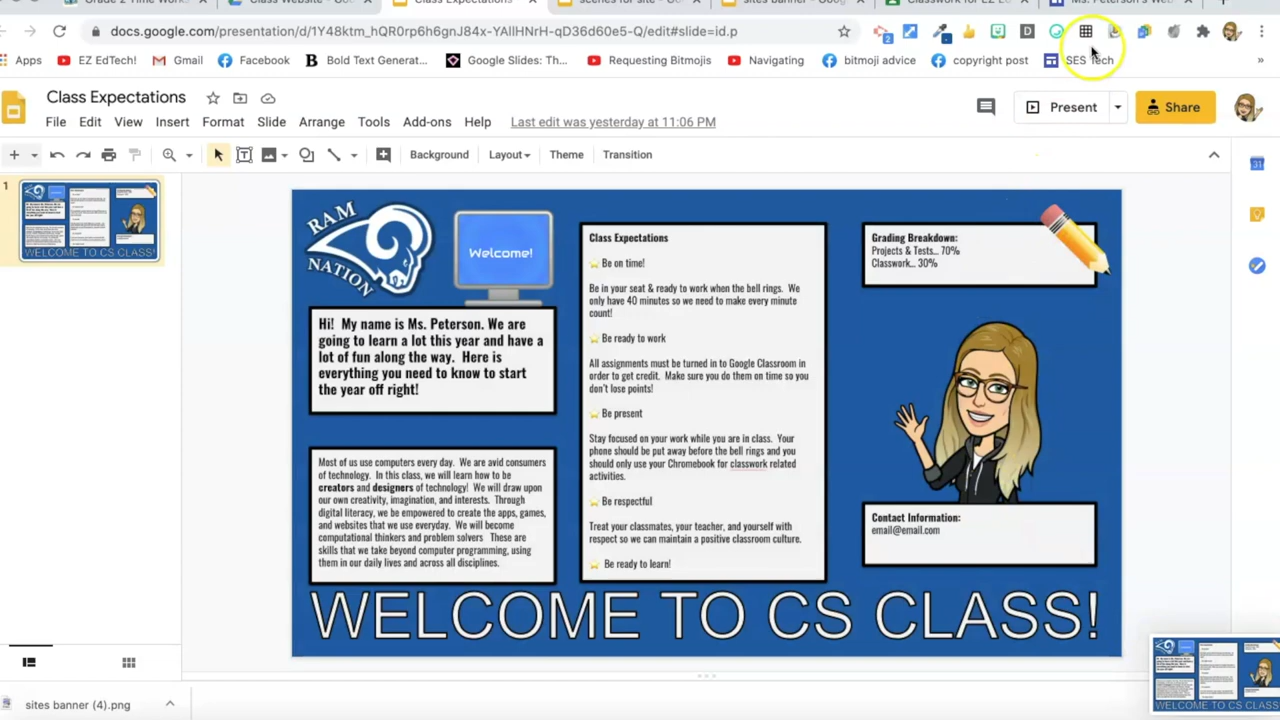 Class Expectations
docs.google.com/presentation/d/1Yt8ktn_h0R0rp6h6gnJ84x-YAllHNrH-qD36d60e5-Q/edit#slide=id.p
2
D
Apps
EZ EdTech!
Gmail
Facebook
Bold Text Generat...
Google Slides: Th...
Requesting Bitmojis
Navigating
bitmoji advice
copyright post
SES Tech
»
Class Expectations
File Edit View Insert Format Slide Arrange Tools Add-ons Help Last edit was yesterday at 11:06 PM
Present
Share
Background Layout Theme Transition
31
1
RAM
NATION
Welcome!
Hi! My name is Ms. Peterson. We are
going to learn a lot this year and have a
lot of fun along the way. Here is
everything you need to know to start
the year off right!
Most of us use computers every day. We are avid consumers
of technology. In this class, we will learn how to be
creators and designers of technology! We will draw upon
our own creativity, imagination, and interests. Through
digital literacy, we be empowered to create the apps, games,
and websites that we use everyday. We will become
computational thinkers and problem solvers These are
skills that we take beyond computer programming, using
them in our daily lives and across all disciplines.
Class Expectations
Be on time!
Be in your seat & ready to work when the bell rings. We
only have 40 minutes so we need to make every minute
count!
Be ready to work
All assignments must be turned in to Google Classroom in
order to get credit. Make sure you do them on time so you
don't lose points!
Be present
Stay focused on your work while you are in class. Your
phone should be put away before the bell rings and you
should only use your Chromebook for classwork related
activities.
Be respectful
Treat your classmates, your teacher, and yourself with
respect so we can maintain a positive classroom culture.
Be ready to learn!
Grading Breakdown:
Projects & Tests... 70%
Classwork... 30%
Contact Information:
email@email.com
WELCOME TO CS CLASS!
WELCOME TO CS CLASS!
WELCOME TO CS CLASS
sites banner (4).png